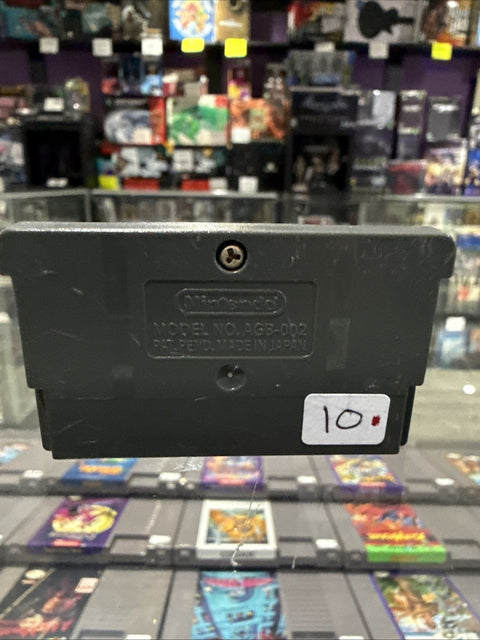 Nintendo
MODEL NO. AGB-002
PAT. PEND. MADE IN JAPAN
10